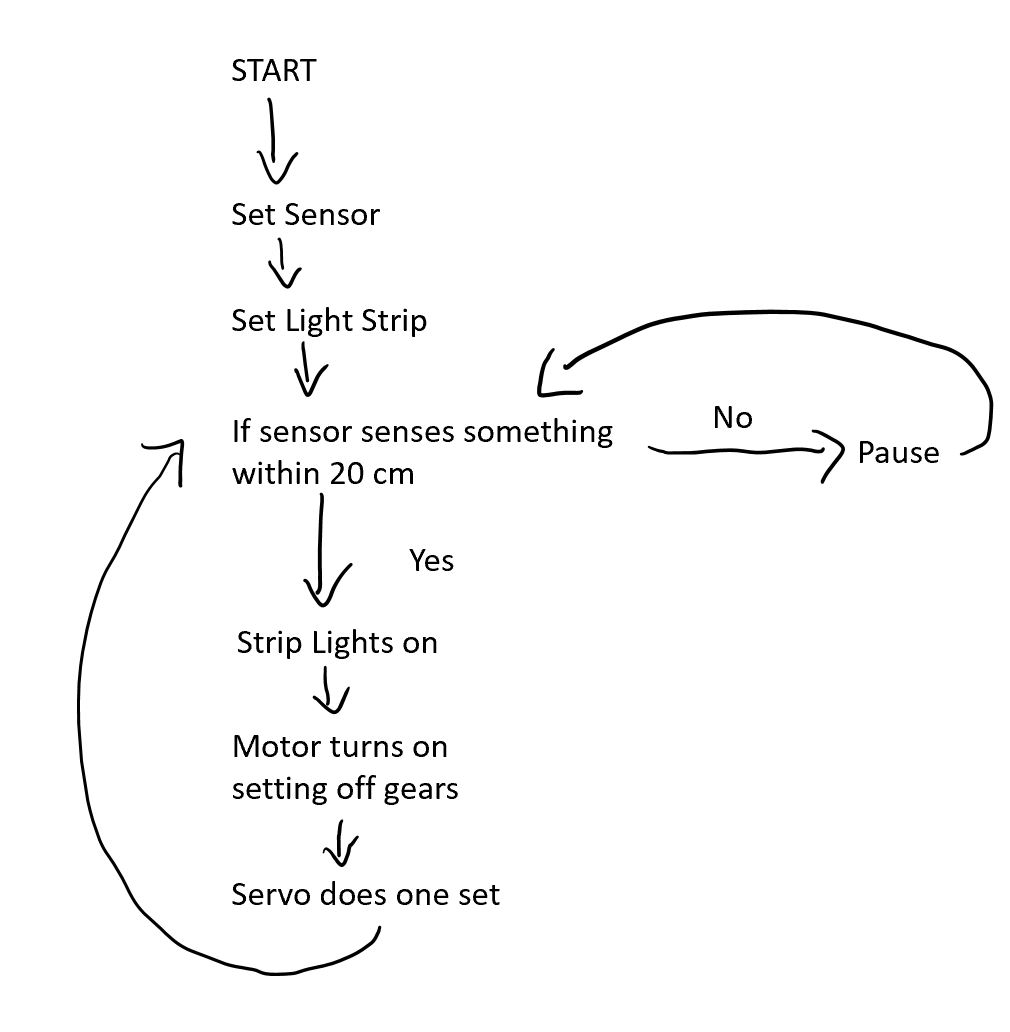 START
Set Sensor
Set Light Strip
If sensor senses something
within 20 cm
No
Pause
Yes
Strip Lights on
Motor turns on
setting off gears
Servo does one set